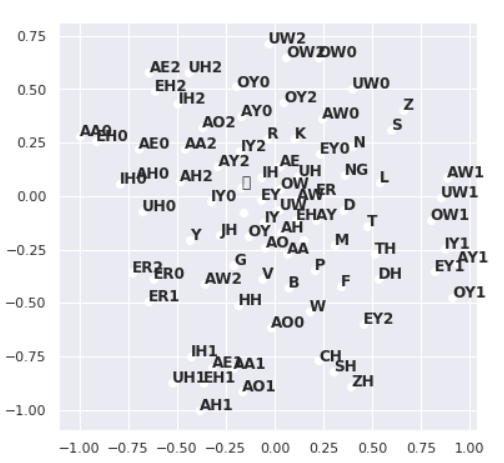 0.75
UW2
OW2 OW0
AE2 UH2
0.50
EH2
OY0
UW0
IH2
OY2
Z
AY0
AW0
S
AO2
0.25
AA0
EH0
R
K
AE0
AA2
IY2
EY0
N
AY2
AE
IH0
AH0
AH2
IH
UH
NG
L
AW1
0.00
IY0
EY
OW
AW
ER
UW1
UH0
UW
D
IY
EH
AY
T
OW1
Y
JH
OY
AH
−0.25
AO
AA
M
TH
IY1
G
P
AY1
ER2
ER0
AW2
V
B
F
DH
EY1
−0.50
ER1
HH
W
OY1
AO0
EY2
−0.75
IH1
AE1
AA1
CH
SH
UH1
EH1
AO1
ZH
−1.00
AH1
−1.00 −0.75 −0.50 −0.25 0.00 0.25 0.50 0.75 1.00